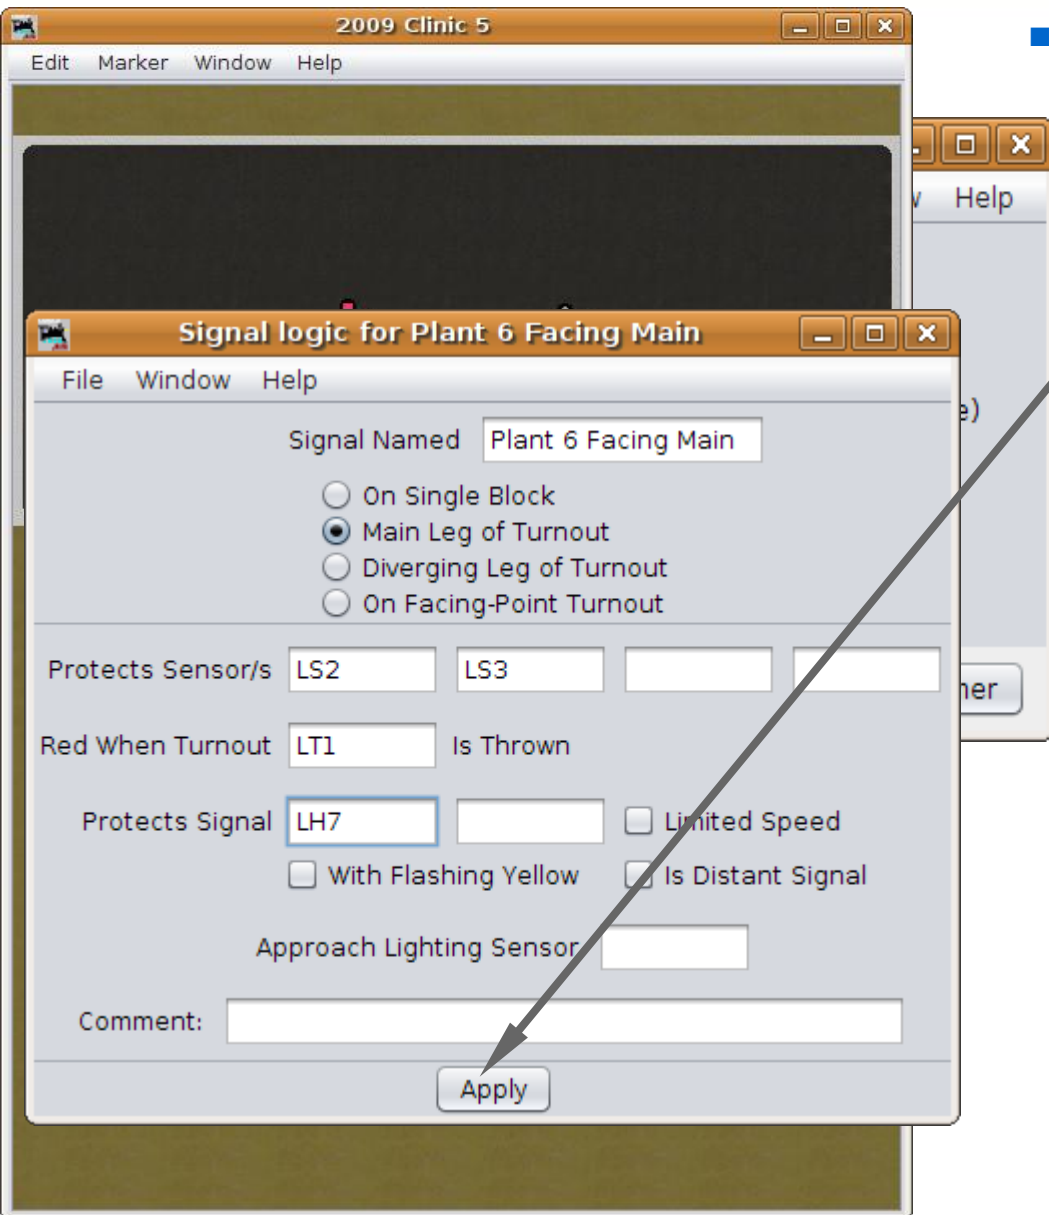 2009 Clinic 5
Edit Marker Window Help
Help
Signal logic for Plant 6 Facing Main
File Window Help
Signal Named Plant 6 Facing Main
On Single Block
Main Leg of Turnout
Diverging Leg of Turnout
On Facing-Point Turnout
Protects Sensor/s LS2 LS3
Red When Turnout LT1 Is Thrown
Protects Signal LH7 Limited Speed
With Flashing Yellow Is Distant Signal
Approach Lighting Sensor
Comment:
Apply